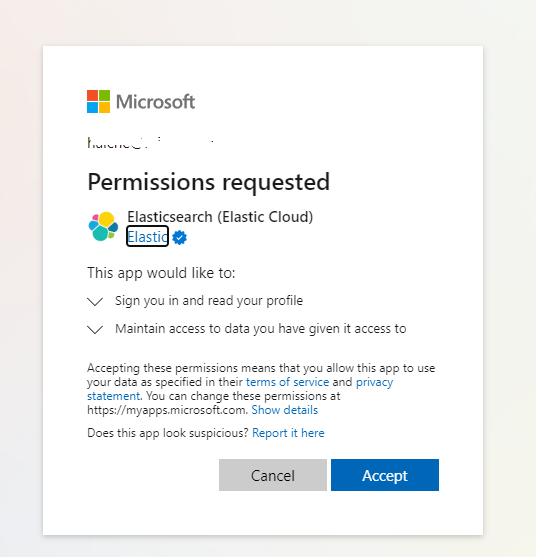 Microsoft
Permissions requested
Elasticsearch (Elastic Cloud)
Elastic
This app would like to:
Sign you in and read your profile
Maintain access to data you have given it access to
Accepting these permissions means that you allow this app to use
your data as specified in their terms of service and privacy
statement. You can change these permissions at
https://myapps.microsoft.com. Show details
Does this app look suspicious? Report it here
Cancel Accept